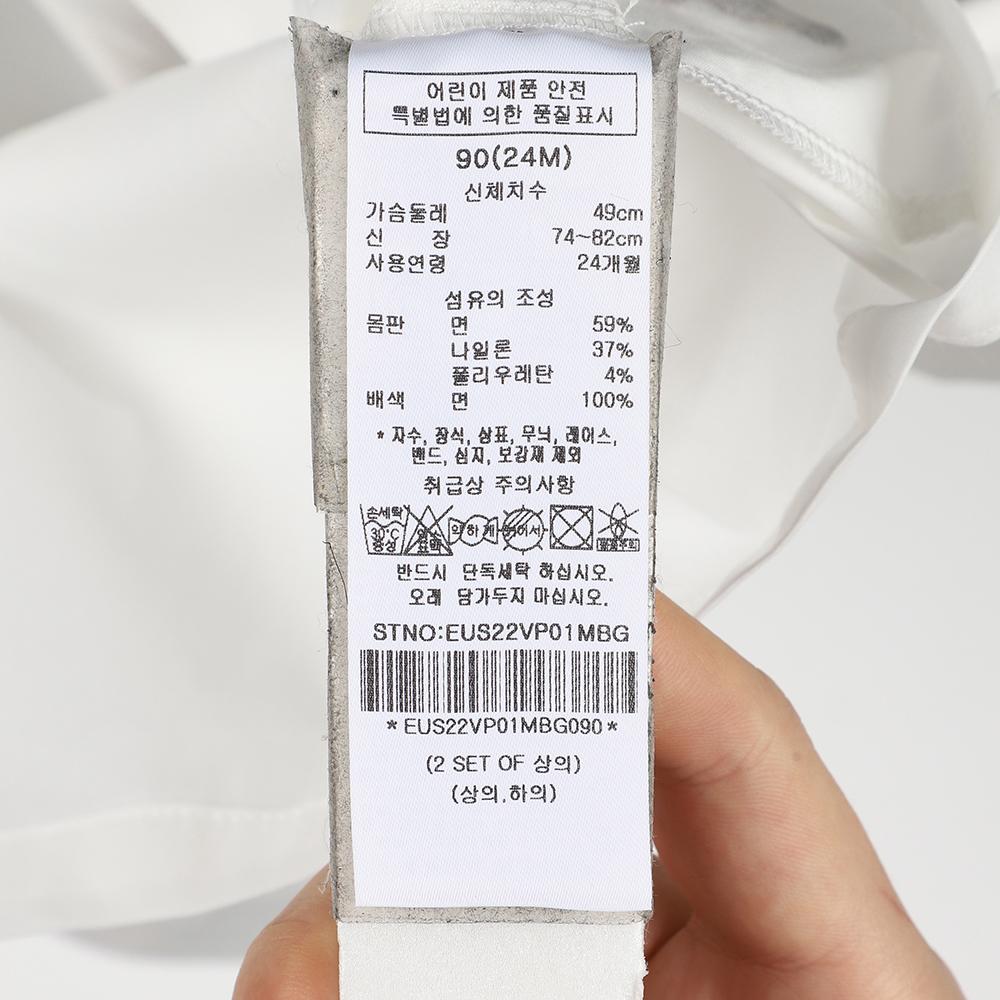 어린이 제품 안전
특별법에 의한 품질표시
90(24M)
신체치수
가슴둘레 49cm
신 장 74~82cm
사용연령 24개월
섬유의 조성
몸판 면 59%
나일론 37%
폴리우레탄 4%
배색 면 100%
* 자수, 장식, 상표, 무늬, 레이스,
밴드, 심지, 보강재 제외
취급상 주의사항
손세탁
30℃ 약하게
중성
반드시 단독세탁 하십시오.
오래 담가두지 마십시오.
STNO:EUS22VP01MBG
*EUS22VP01MBG090*
(2 SET OF 상의)
(상의,하의)